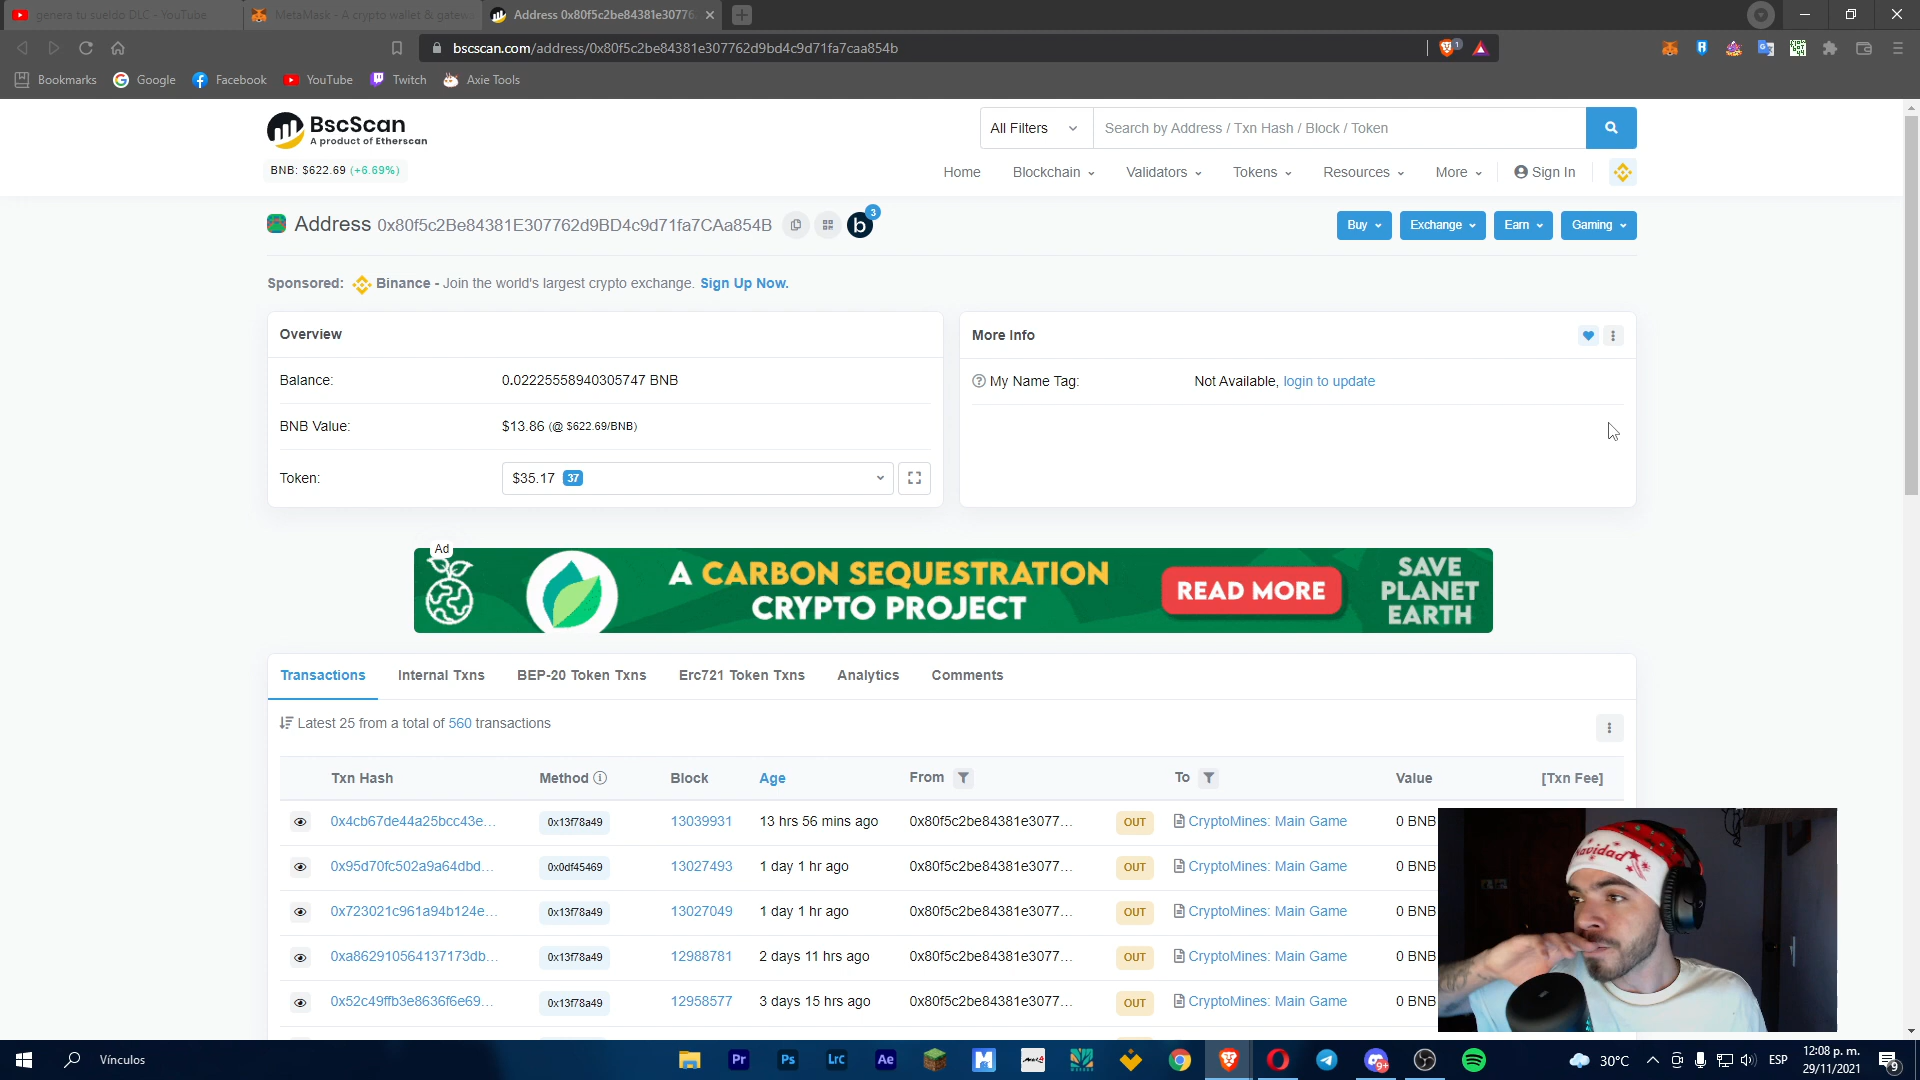 genera tu sueldo DLC - YouTube
MetaMask - A crypto wallet & gatew
Address 0x80f5c2be84381e30776
bscscan.com/address/0x80f5c2be84381e307762d9bd4c9d71fa7caa854b
1
Bookmarks Google Facebook YouTube Twitch Axie Tools
BscScan
A product of Etherscan
All Filters
Search by Address / Txn Hash / Block / Token
BNB: $622.69 (+6.69%)
Home Blockchain Validators Tokens Resources More Sign In
Address 0x80f5c2Be84381E307762d9BD4c9d71fa7CAa854B
b 3
Buy Exchange Earn Gaming
Sponsored: Binance - Join the world's largest crypto exchange. Sign Up Now.
Overview
Balance: 0.02225558940305747 BNB
BNB Value: $13.86 (@ $622.69/BNB)
Token: $35.17 37
More Info
My Name Tag: Not Available, login to update
Ad
A CARBON SEQUESTRATION
CRYPTO PROJECT
READ MORE
SAVE
PLANET
EARTH
Transactions Internal Txns BEP-20 Token Txns Erc721 Token Txns Analytics Comments
Latest 25 from a total of 560 transactions
Txn Hash Method Block Age From To Value [Txn Fee]
0x4cb67de44a25bcc43e... 0x13f78a49 13039931 13 hrs 56 mins ago 0x80f5c2be84381e3077... OUT CryptoMines: Main Game 0 BNB
0x95d70fc502a9a64dbd... 0x0df45469 13027493 1 day 1 hr ago 0x80f5c2be84381e3077... OUT CryptoMines: Main Game 0 BNB
0x723021c961a94b124e... 0x13f78a49 13027049 1 day 1 hr ago 0x80f5c2be84381e3077... OUT CryptoMines: Main Game 0 BNB
0xa862910564137173db... 0x13f78a49 12988781 2 days 11 hrs ago 0x80f5c2be84381e3077... OUT CryptoMines: Main Game 0 BNB
0x52c49ffb3e8636f6e69... 0x13f78a49 12958577 3 days 15 hrs ago 0x80f5c2be84381e3077... OUT CryptoMines: Main Game 0 BNB
Navidad
Vínculos
Pr Ps Lrc Ae
9+
30°C
ESP
12:08 p. m.
29/11/2021
9